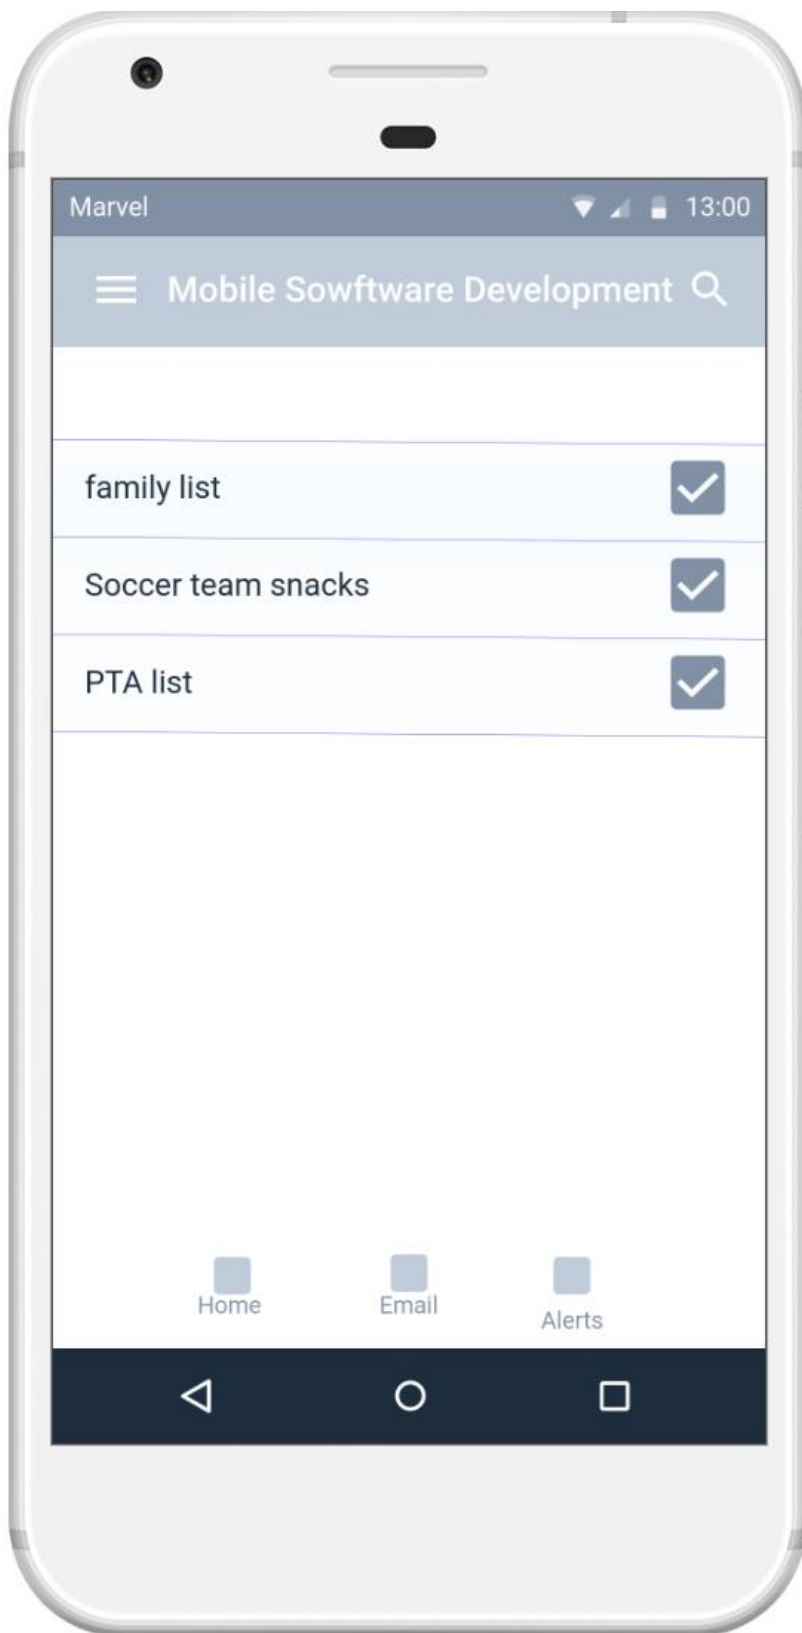 Marvel 13:00
Mobile Sowftware Development
family list
Soccer team snacks
PTA list
Home Email Alerts